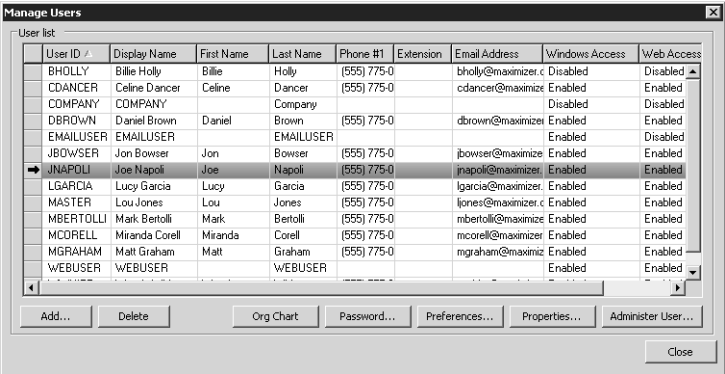 Manage Users
User list
User ID Display Name First Name Last Name Phone #1 Extension Email Address Windows Access Web Access
BHOLLY Billie Holly Billie Holly (555) 775-0 bholly@maximizer.c Disabled Disabled
CDANCER Celine Dancer Celine Dancer (555) 775-0 cdancer@maximize Enabled Enabled
COMPANY COMPANY Company Disabled Disabled
DBROWN Daniel Brown Daniel Brown (555) 775-0 dbrown@maximizer Enabled Enabled
EMAILUSER EMAILUSER EMAILUSER Enabled Disabled
JBOWSER Jon Bowser Jon Bowser (555) 775-0 jbowser@maximize Enabled Enabled
JNAPOLI Joe Napoli Joe Napoli (555) 775-0 jnapoli@maximizer. Enabled Enabled
LGARCIA Lucy Garcia Lucy Garcia (555) 775-0 lgarcia@maximizer. Enabled Enabled
MASTER Lou Jones Lou Jones (555) 775-0 ljones@maximizer.c Enabled Enabled
MBERTOLLI Mark Bertolli Mark Bertolli (555) 775-0 mbertolli@maximize Enabled Enabled
MCORELL Miranda Corell Miranda Corell (555) 775-0 mcorell@maximizer Enabled Enabled
MGRAHAM Matt Graham Matt Graham (555) 775-0 mgraham@maximiz Enabled Enabled
WEBUSER WEBUSER WEBUSER Enabled Enabled
Add... Delete Org Chart Password... Preferences... Properties... Administer User...
Close